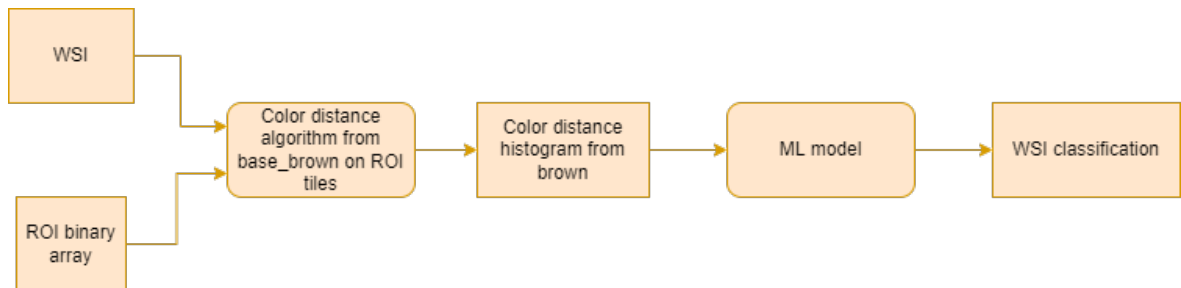 WSI
ROI binary
array
Color distance
algorithm from
base_brown on ROI
tiles
Color distance
histogram from
brown
ML model
WSI classification